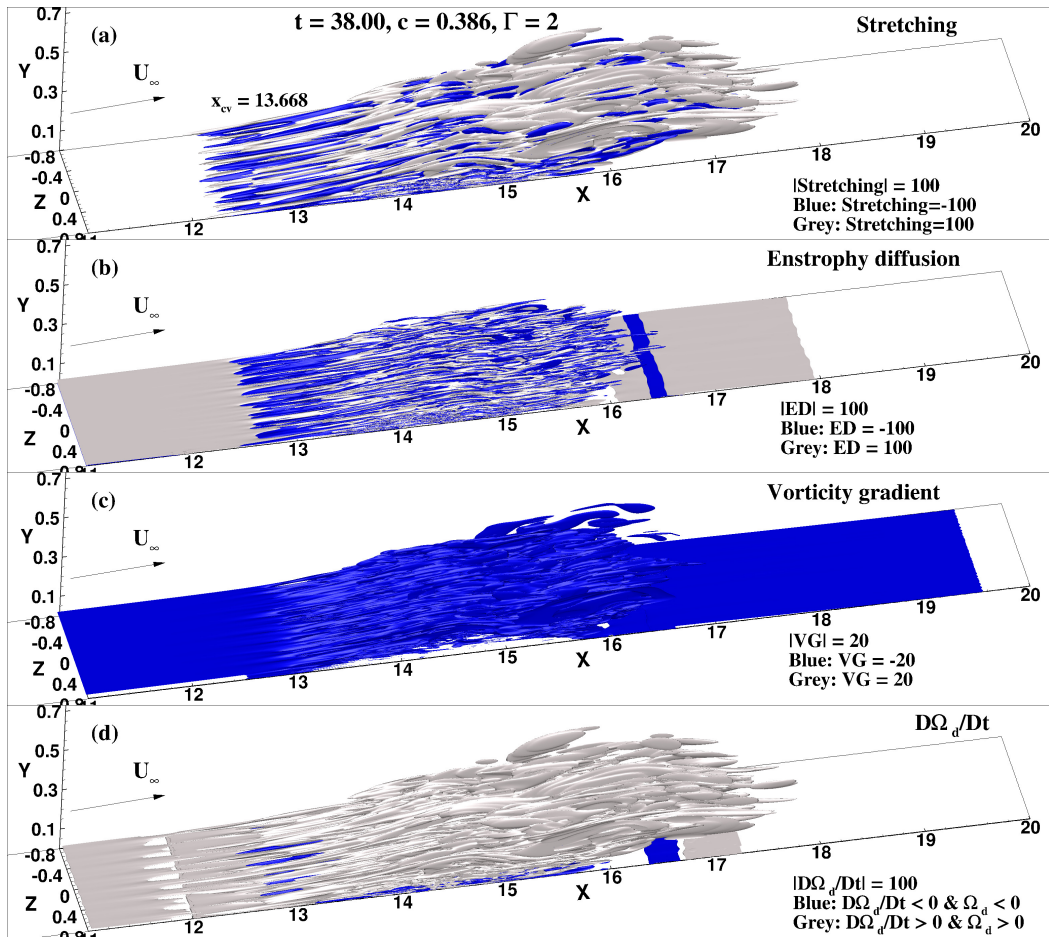 t = 38.00, c = 0.386, Γ = 2
(a)
Stretching
U∞
x_cv = 13.668
Y
0.7
0.5
0.3
0.1
-0.8
-0.4
0
0.4
Z
12
13
14
15
16
17
18
19
20
X
|Stretching| = 100
Blue: Stretching=-100
Grey: Stretching=100
(b)
Enstrophy diffusion
U∞
Y
0.7
0.5
0.3
0.1
-0.8
-0.4
0
0.4
Z
12
13
14
15
16
17
18
19
20
X
|ED| = 100
Blue: ED = -100
Grey: ED = 100
(c)
Vorticity gradient
U∞
Y
0.7
0.5
0.3
0.1
-0.8
-0.4
0
0.4
Z
12
13
14
15
16
17
18
19
20
X
|VG| = 20
Blue: VG = -20
Grey: VG = 20
(d)
DΩ_d/Dt
U∞
Y
0.7
0.5
0.3
0.1
-0.8
-0.4
0
0.4
Z
12
13
14
15
16
17
18
19
20
X
|DΩ_d/Dt| = 100
Blue: DΩ_d/Dt < 0 & Ω_d < 0
Grey: DΩ_d/Dt > 0 & Ω_d > 0